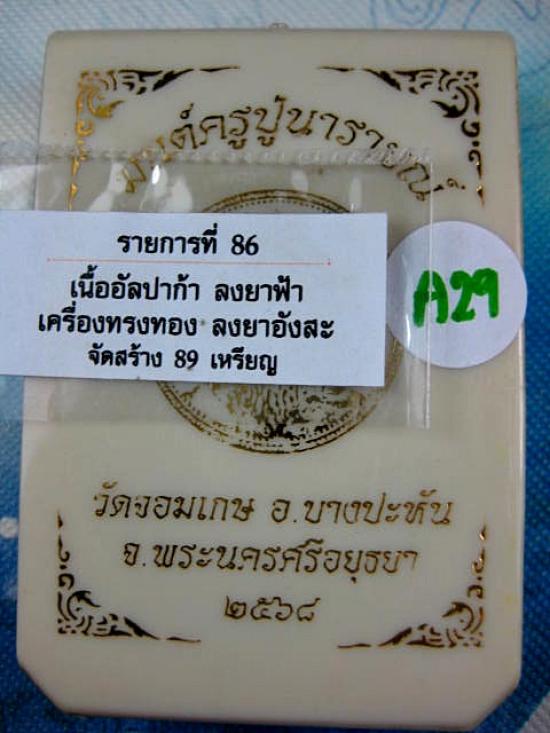 มนต์ครูปู่นารายณ์
รายการที่ 86
A29
เนื้ออัลปาก้า ลงยาฟ้า
เครื่องทรงทอง ลงยาอังสะ
จัดสร้าง 89 เหรียญ
วัดจอมเกษ อ.บางปะหัน
จ.พระนครศรีอยุธยา
๒๕๖๘